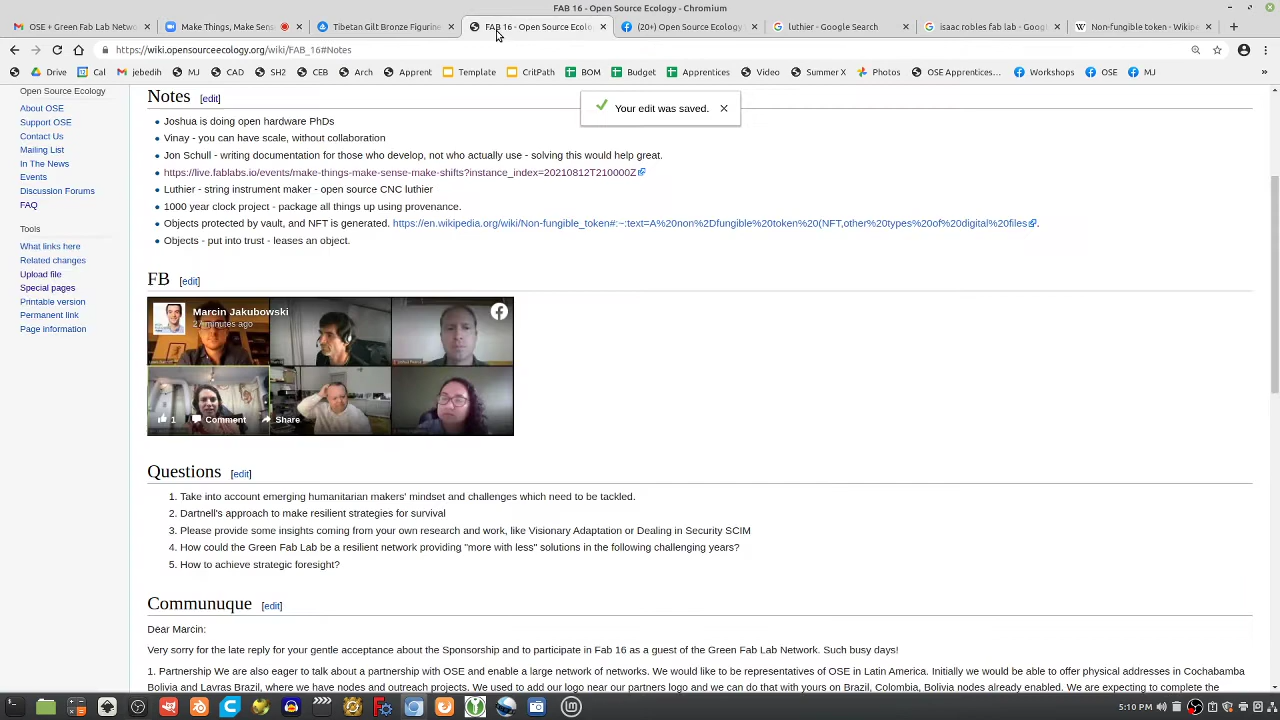 FAB 16 - Open Source Ecology - Chromium
OSE + Green Fab Lab Netwo
Make Things, Make Sens
Tibetan Gilt Bronze Figurine
FAB 16 - Open Source Ecolo
(20+) Open Source Ecology
luthier - Google Search
isaac robles fab lab - Goog
Non-fungible token - Wikipe
https://wiki.opensourceecology.org/wiki/FAB_16#Notes
Drive
Cal
jebedit
MJ
CAD
SH2
CEB
Arch
Apprent
Template
CritPath
BOM
Budget
Apprentices
Video
Summer X
Photos
OSE Apprentices…
Workshops
OSE
MJ
»
Open Source Ecology
About OSE
Support OSE
Contact Us
Mailing List
In The News
Events
Discussion Forums
FAQ
Tools
What links here
Related changes
Upload file
Special pages
Printable version
Permanent link
Page information
Your edit was saved.
Notes [edit]
Joshua is doing open hardware PhDs
Vinay - you can have scale, without collaboration
Jon Schull - writing documentation for those who develop, not who actually use - solving this would help great.
https://live.fablabs.io/events/make-things-make-sense-make-shifts?instance_index=20210812T210000Z
Luthier - string instrument maker - open source CNC luthier
1000 year clock project - package all things up using provenance.
Objects protected by vault, and NFT is generated. https://en.wikipedia.org/wiki/Non-fungible_token#:~:text=A%20non%2Dfungible%20token%20(NFT,other%20types%20of%20digital%20files.
Objects - put into trust - leases an object.
FB [edit]
Marcin Jakubowski
27 minutes ago
1 Comment Share
Questions [edit]
1. Take into account emerging humanitarian makers' mindset and challenges which need to be tackled.
2. Dartnell's approach to make resilient strategies for survival
3. Please provide some insights coming from your own research and work, like Visionary Adaptation or Dealing in Security SCIM
4. How could the Green Fab Lab be a resilient network providing "more with less" solutions in the following challenging years?
5. How to achieve strategic foresight?
Communuque [edit]
Dear Marcin:
Very sorry for the late reply for your gentle acceptance about the Sponsorship and to participate in Fab 16 as a guest of the Green Fab Lab Network. Such busy days!
1. Partnership We are also eager to talk about a partnership with OSE and enable a large network of networks. We would like to be representatives of OSE in Latin America. Initially we would be able to offer physical addresses in Cochabamba
Bolivia and Lavras Brazil, where we have nodes and outreach projects. We used to add our logo near our partners logo and we can do that with yours on Brazil, Colombia, Bolivia nodes already enabled. We are expecting to complete the
5:10 PM